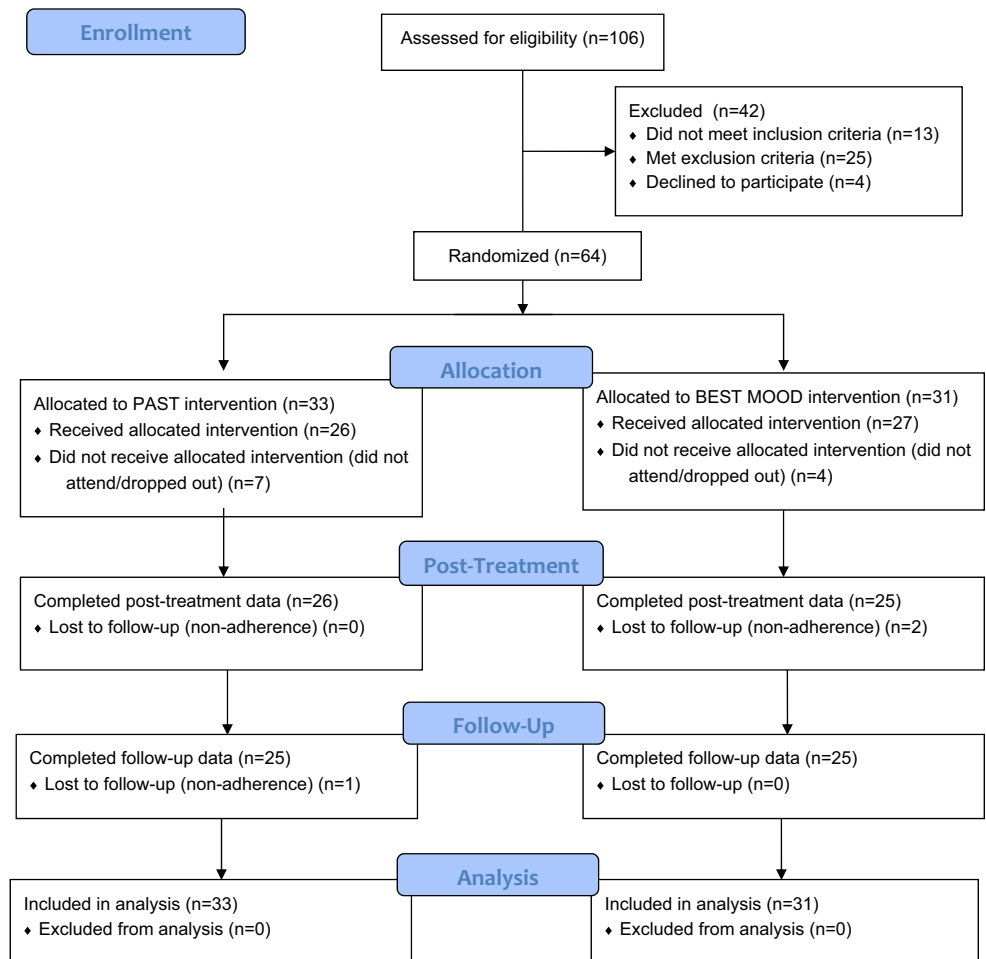 Enrollment
Assessed for eligibility (n=106)
Excluded (n=42)
♦ Did not meet inclusion criteria (n=13)
♦ Met exclusion criteria (n=25)
♦ Declined to participate (n=4)
Randomized (n=64)
Allocation
Allocated to PAST intervention (n=33)
♦ Received allocated intervention (n=26)
♦ Did not receive allocated intervention (did not
attend/dropped out) (n=7)
Allocated to BEST MOOD intervention (n=31)
♦ Received allocated intervention (n=27)
♦ Did not receive allocated intervention (did not
attend/dropped out) (n=4)
Post-Treatment
Completed post-treatment data (n=26)
♦ Lost to follow-up (non-adherence) (n=0)
Completed post-treatment data (n=25)
♦ Lost to follow-up (non-adherence) (n=2)
Follow-Up
Completed follow-up data (n=25)
♦ Lost to follow-up (non-adherence) (n=1)
Completed follow-up data (n=25)
♦ Lost to follow-up (n=0)
Analysis
Included in analysis (n=33)
♦ Excluded from analysis (n=0)
Included in analysis (n=31)
♦ Excluded from analysis (n=0)